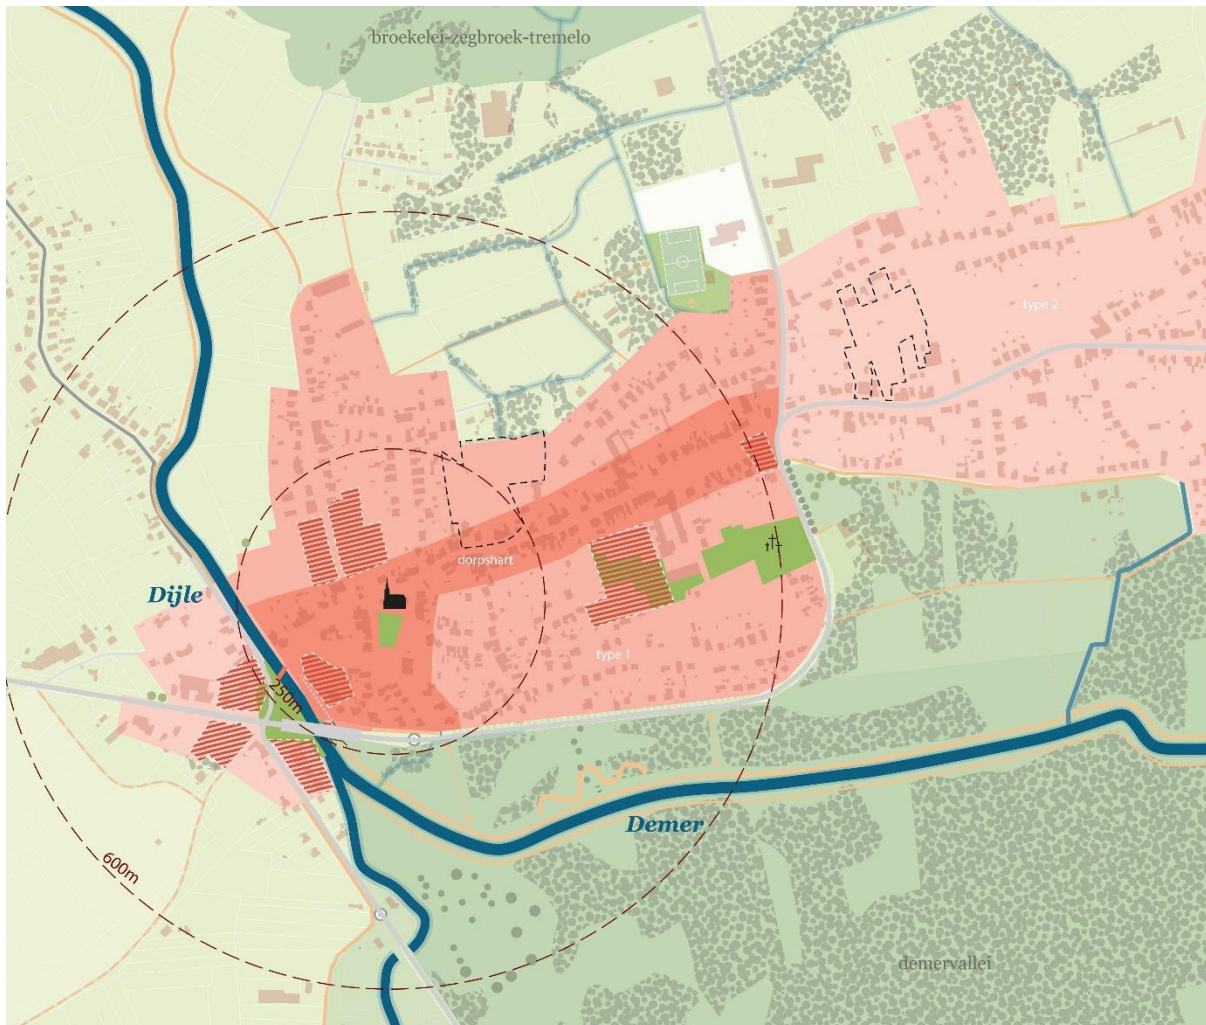 broekelei-zegbroek-tremelo
type 2
dorpshart
Dijle
type 1
250m
Demer
600m
demervallei